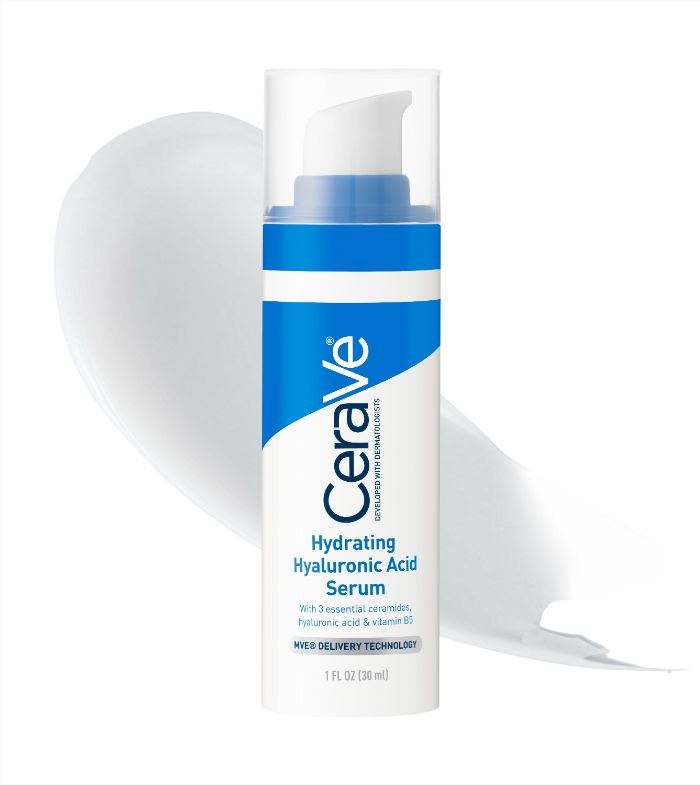 CeraVe®
DEVELOPED WITH DERMATOLOGISTS
Hydrating
Hyaluronic Acid
Serum
With 3 essential ceramides,
hyaluronic acid & vitamin B5
MVE® DELIVERY TECHNOLOGY
1 FL OZ (30 ml)